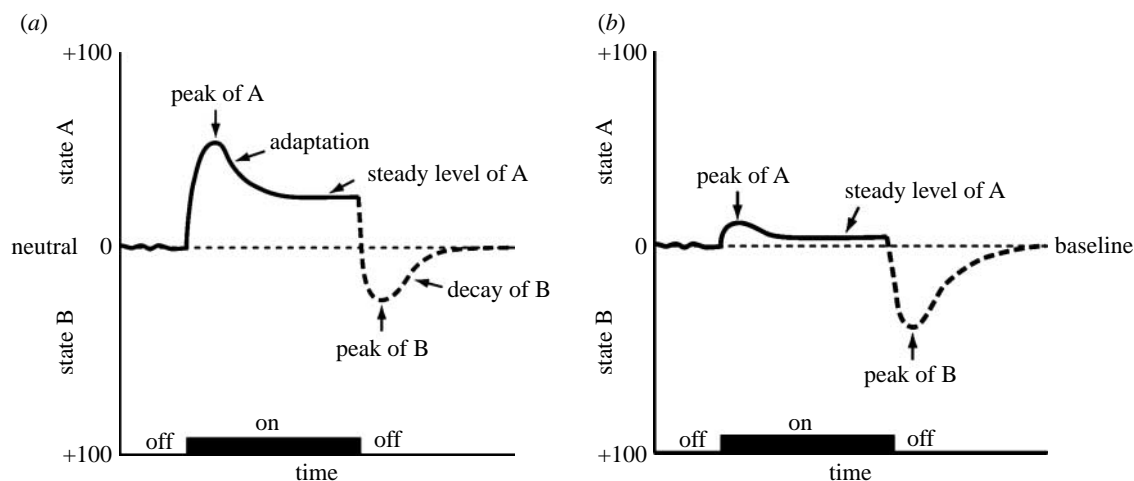 (a)
+100
peak of A
adaptation
steady level of A
state A
neutral
0
state B
decay of B
peak of B
off
on
off
+100
time
(b)
+100
peak of A
steady level of A
state A
0
baseline
state B
peak of B
off
on
off
+100
time